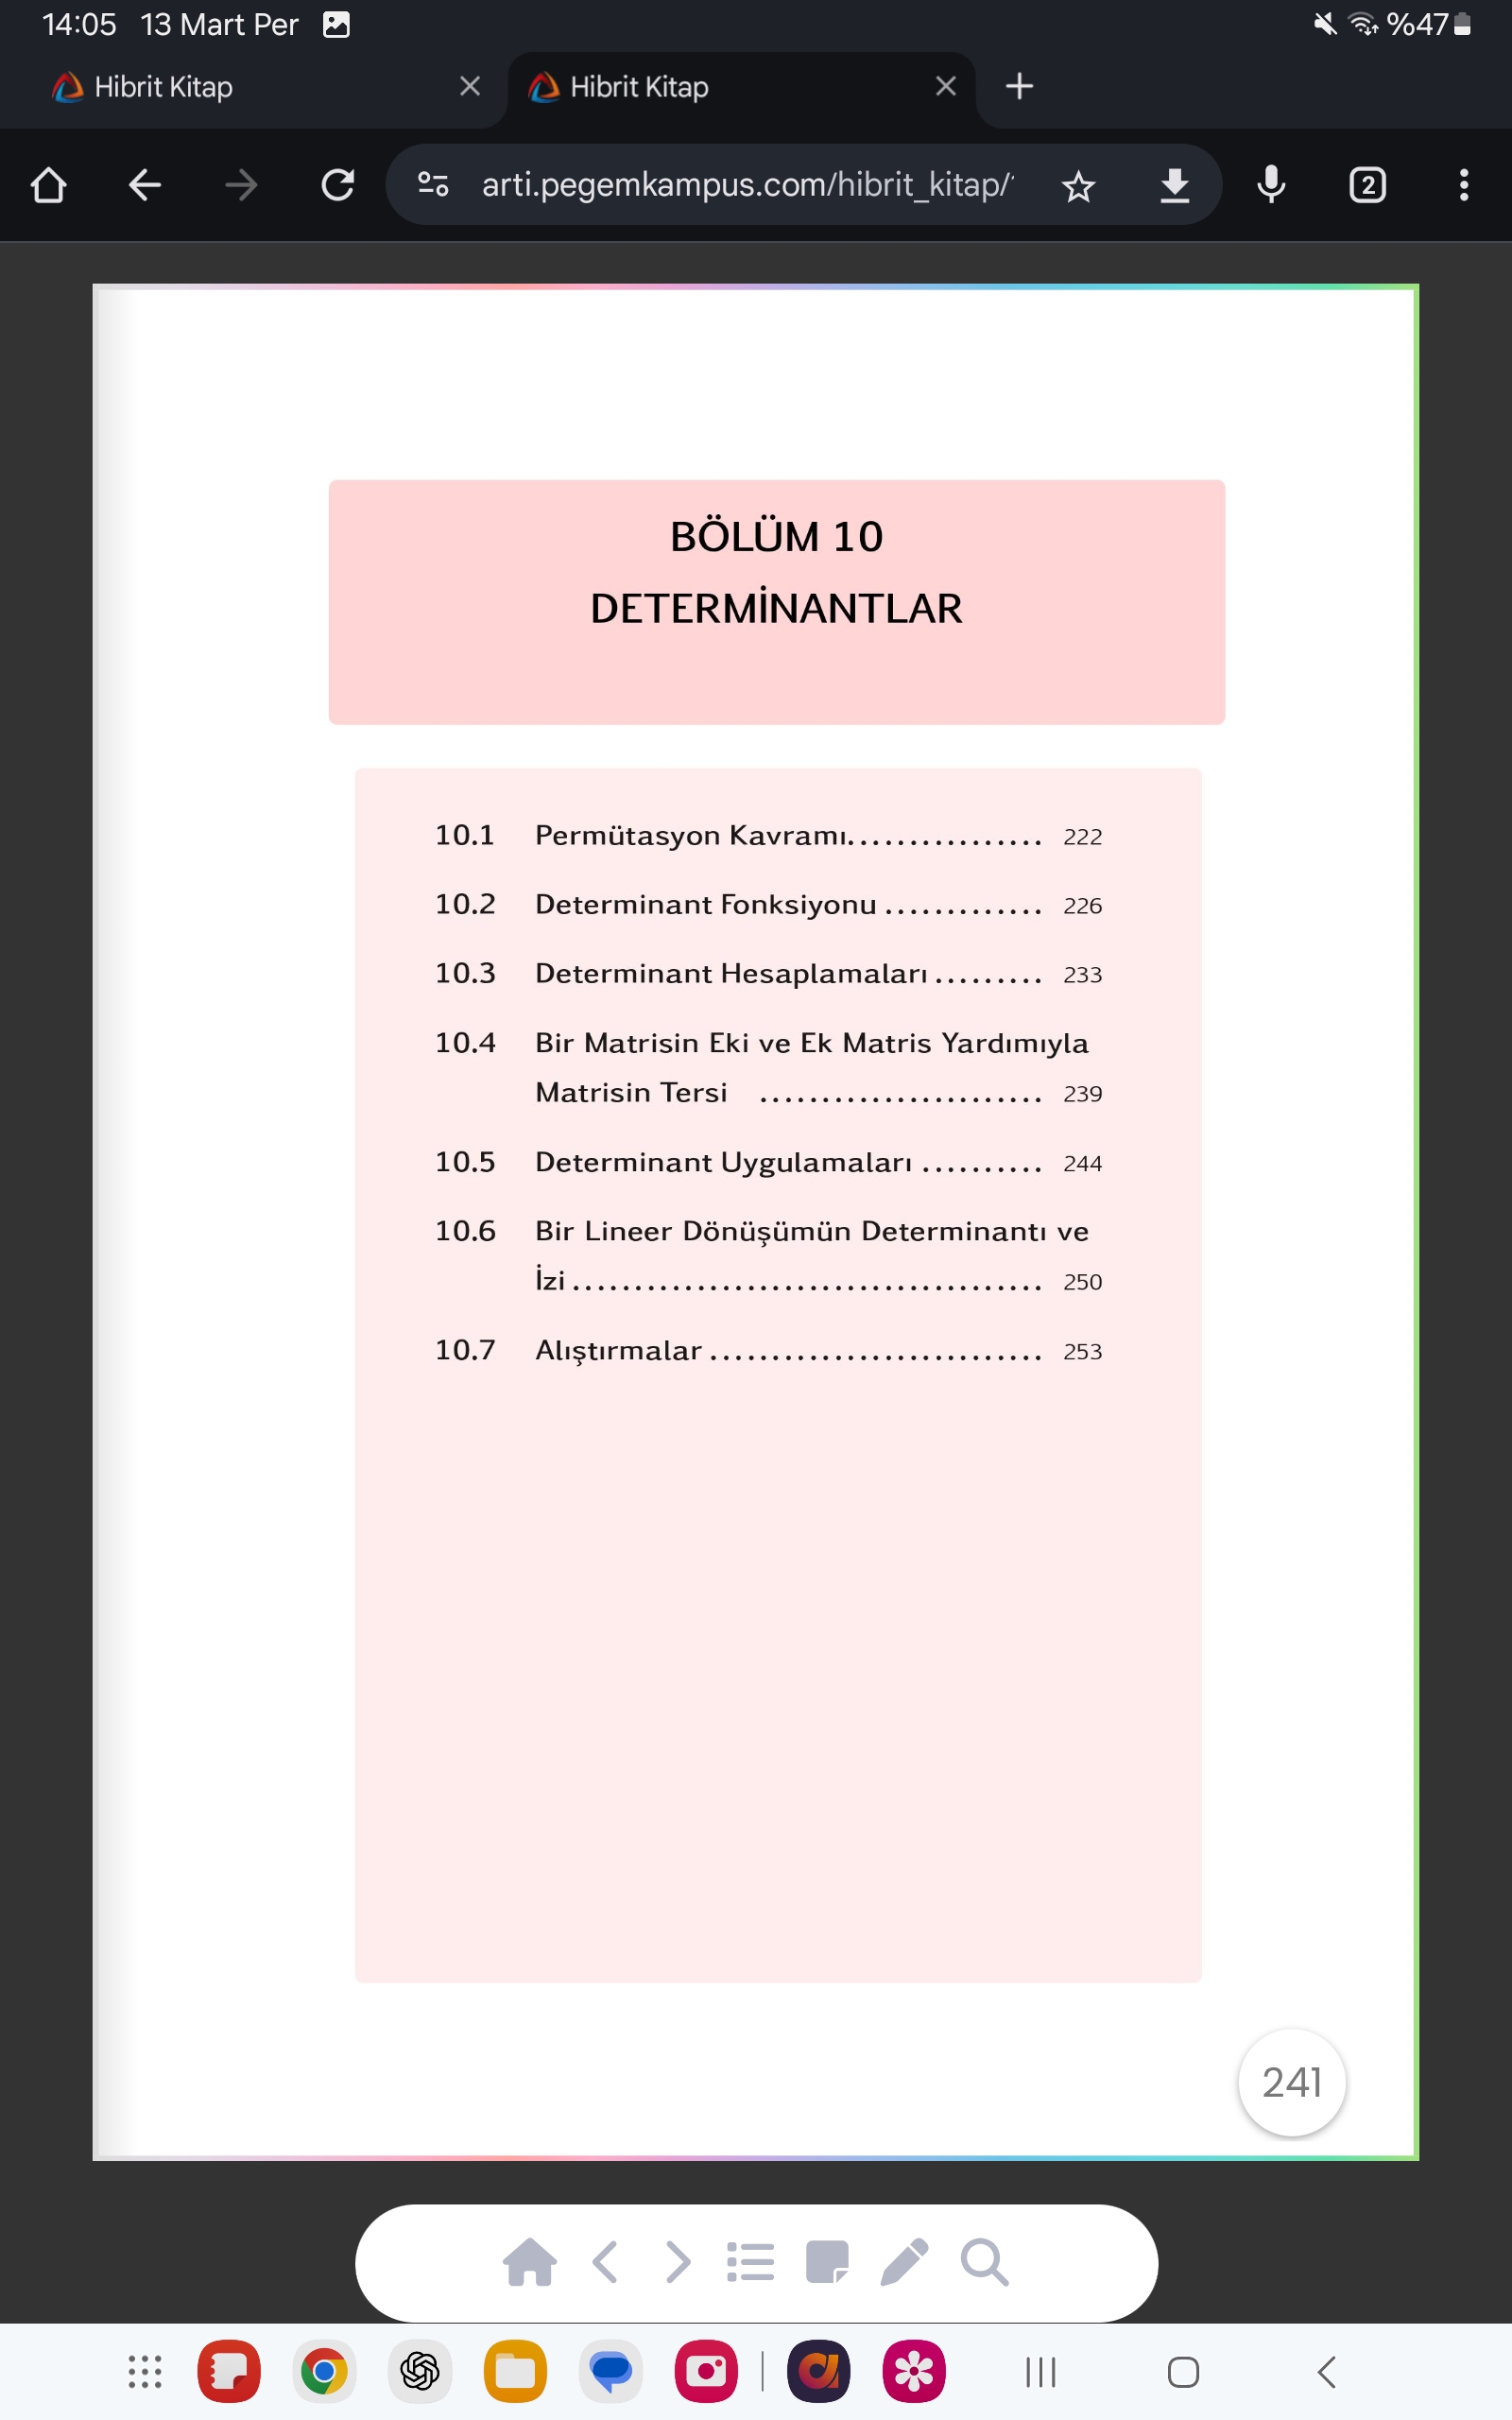 14:05 13 Mart Per %47
Hibrit Kitap Hibrit Kitap
arti.pegemkampus.com/hibrit_kitap/
2
BÖLÜM 10
DETERMİNANTLAR
10.1 Permütasyon Kavramı................ 222
10.2 Determinant Fonksiyonu ............. 226
10.3 Determinant Hesaplamaları ......... 233
10.4 Bir Matrisin Eki ve Ek Matris Yardımıyla
Matrisin Tersi ........................ 239
10.5 Determinant Uygulamaları .......... 244
10.6 Bir Lineer Dönüşümün Determinantı ve
İzi ....................................... 250
10.7 Alıştırmalar ............................ 253
241